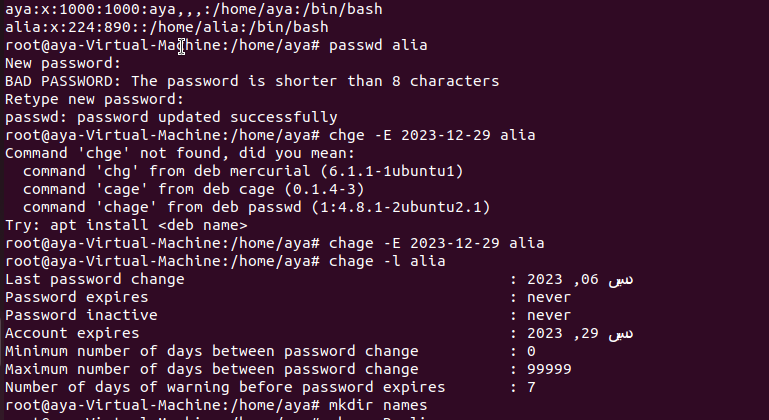 aya:x:1000:1000:aya,,,:/home/aya:/bin/bash
alia:x:224:890::/home/alia:/bin/bash
root@aya-Virtual-Machine:/home/aya# passwd alia
New password:
BAD PASSWORD: The password is shorter than 8 characters
Retype new password:
passwd: password updated successfully
root@aya-Virtual-Machine:/home/aya# chge -E 2023-12-29 alia
Command 'chge' not found, did you mean:
  command 'chg' from deb mercurial (6.1.1-1ubuntu1)
  command 'cage' from deb cage (0.1.4-3)
  command 'chage' from deb passwd (1:4.8.1-2ubuntu2.1)
Try: apt install <deb name>
root@aya-Virtual-Machine:/home/aya# chage -E 2023-12-29 alia
root@aya-Virtual-Machine:/home/aya# chage -l alia
Last password change : 2023 ,06 ديسم
Password expires : never
Password inactive : never
Account expires : 2023 ,29 ديسم
Minimum number of days between password change : 0
Maximum number of days between password change : 99999
Number of days of warning before password expires : 7
root@aya-Virtual-Machine:/home/aya# mkdir names